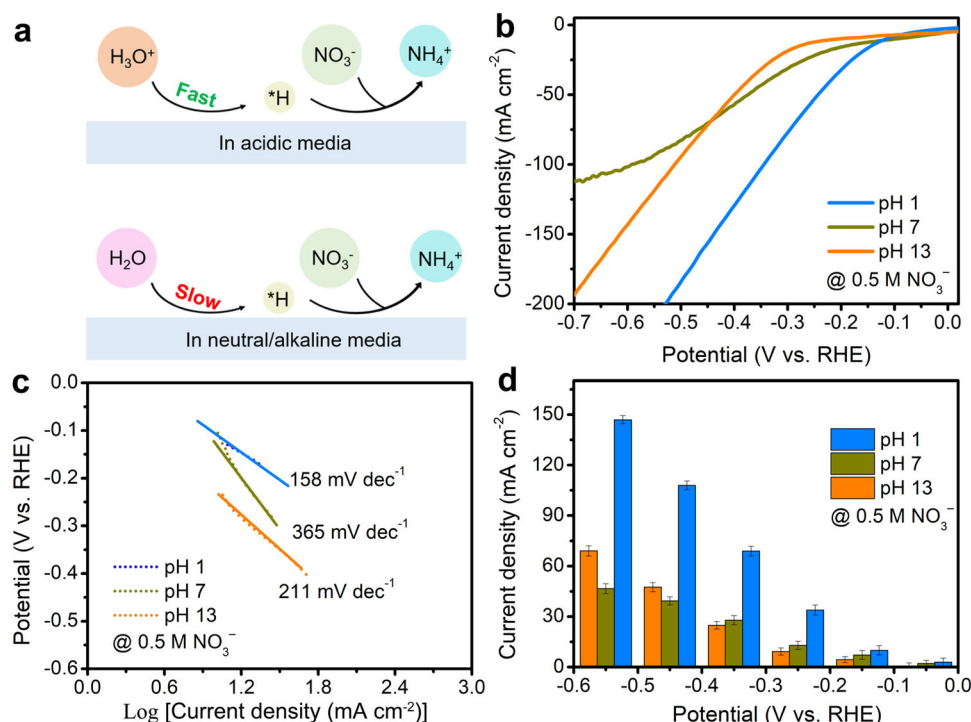 a
H₃O⁺
Fast
*H
NO₃⁻
NH₄⁺
In acidic media
H₂O
Slow
*H
NO₃⁻
NH₄⁺
In neutral/alkaline media
b
Current density (mA cm⁻²)
0
-50
-100
-150
-200
-0.7 -0.6 -0.5 -0.4 -0.3 -0.2 -0.1 0.0
Potential (V vs. RHE)
pH 1
pH 7
pH 13
@ 0.5 M NO₃⁻
c
Potential (V vs. RHE)
0.0
-0.1
-0.2
-0.3
-0.4
-0.5
-0.6
0.0 0.6 1.2 1.8 2.4 3.0
Log [Current density (mA cm⁻²)]
158 mV dec⁻¹
365 mV dec⁻¹
211 mV dec⁻¹
pH 1
pH 7
pH 13
@ 0.5 M NO₃⁻
d
Current density (mA cm⁻²)
150
120
90
60
30
0
-0.6 -0.5 -0.4 -0.3 -0.2 -0.1 0.0
Potential (V vs. RHE)
pH 1
pH 7
pH 13
@ 0.5 M NO₃⁻